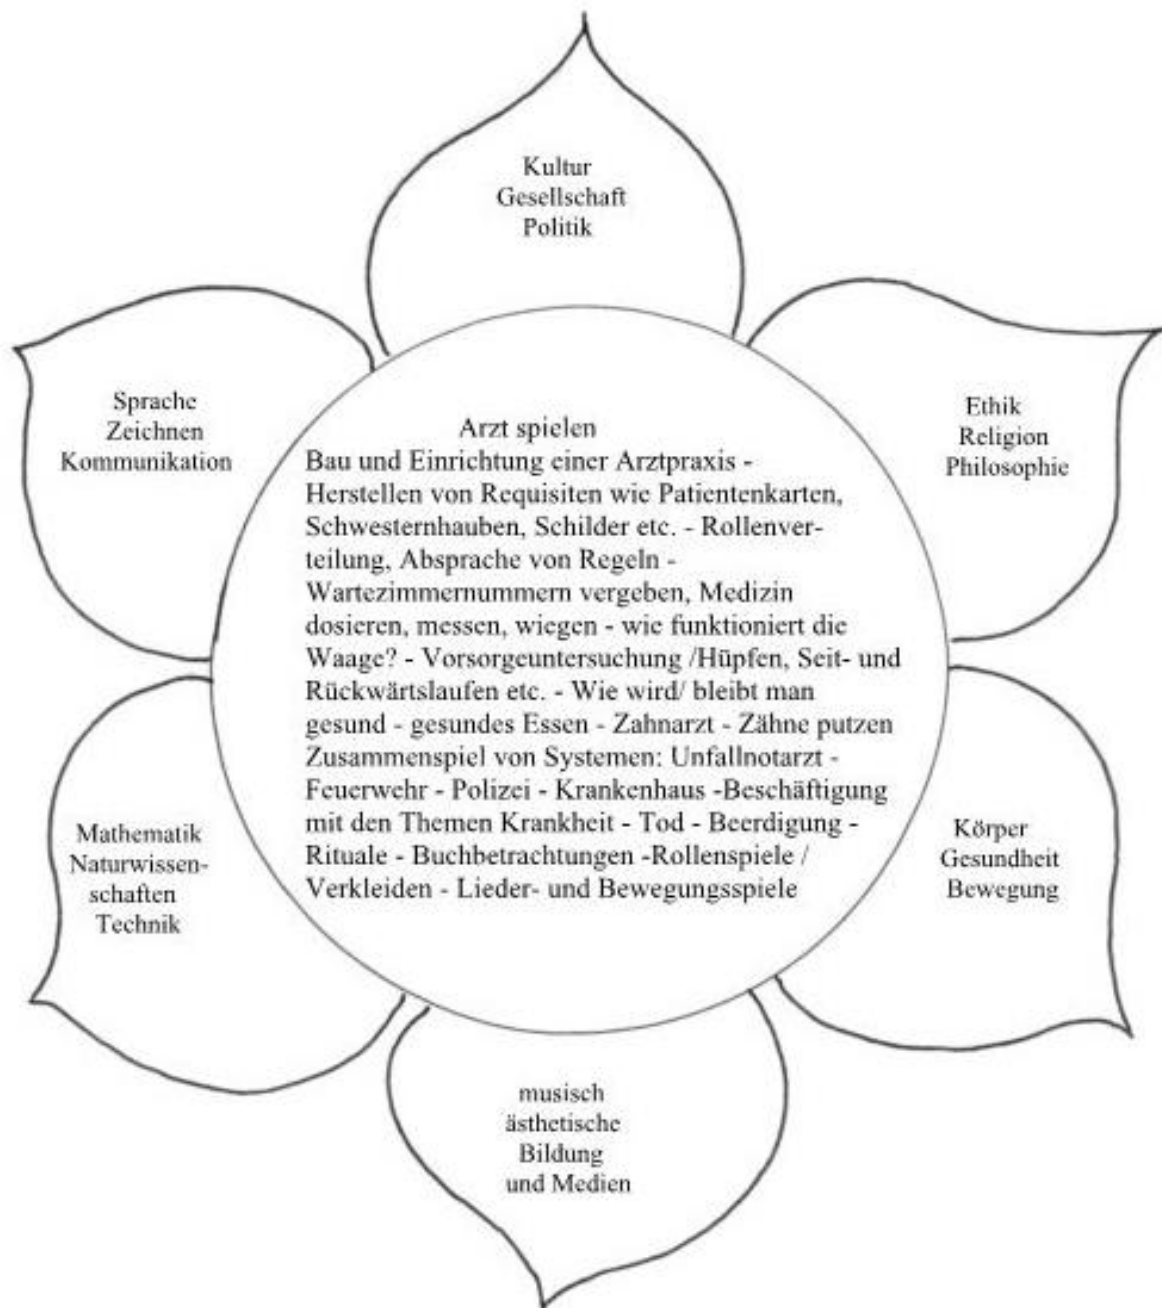 Kultur
Gesellschaft
Politik
Sprache
Zeichnen
Kommunikation
Ethik
Religion
Philosophie
Arzt spielen
Bau und Einrichtung einer Arztpraxis -
Herstellen von Requisiten wie Patientenkarten,
Schwesternhauben, Schilder etc. - Rollenver-
teilung, Absprache von Regeln -
Wartezimmernummern vergeben, Medizin
dosieren, messen, wiegen - wie funktioniert die
Waage? - Vorsorgeuntersuchung /Hüpfen, Seit- und
Rückwärtslaufen etc. - Wie wird/ bleibt man
gesund - gesundes Essen - Zahnarzt - Zähne putzen
Zusammenspiel von Systemen: Unfallnotarzt -
Feuerwehr - Polizei - Krankenhaus -Beschäftigung
mit den Themen Krankheit - Tod - Beerdigung -
Rituale - Buchbetrachtungen -Rollenspiele /
Verkleiden - Lieder- und Bewegungsspiele
Mathematik
Naturwissen-
schaften
Technik
Körper
Gesundheit
Bewegung
musisch
ästhetische
Bildung
und Medien